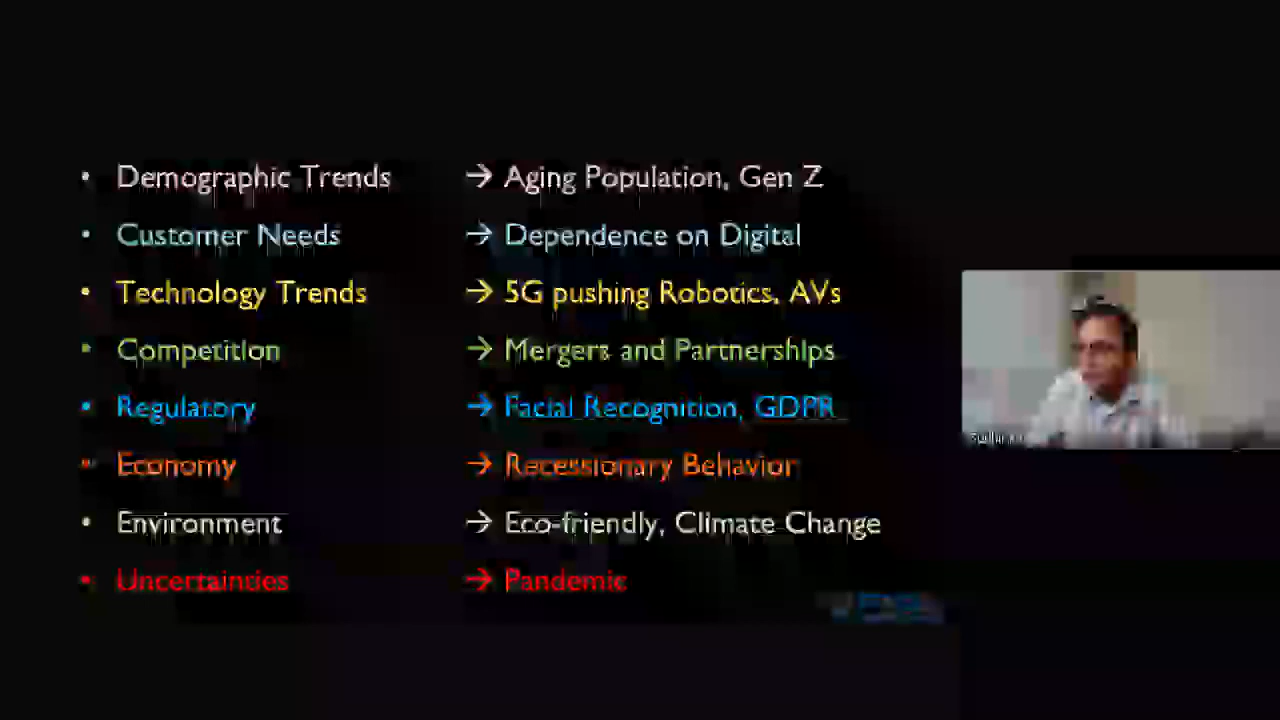 • Demographic Trends → Aging Population, Gen Z
• Customer Needs → Dependence on Digital
• Technology Trends → 5G pushing Robotics, AVs
• Competition → Mergers and Partnerships
• Regulatory → Facial Recognition, GDPR
• Economy → Recessionary Behavior
• Environment → Eco-friendly, Climate Change
• Uncertainties → Pandemic